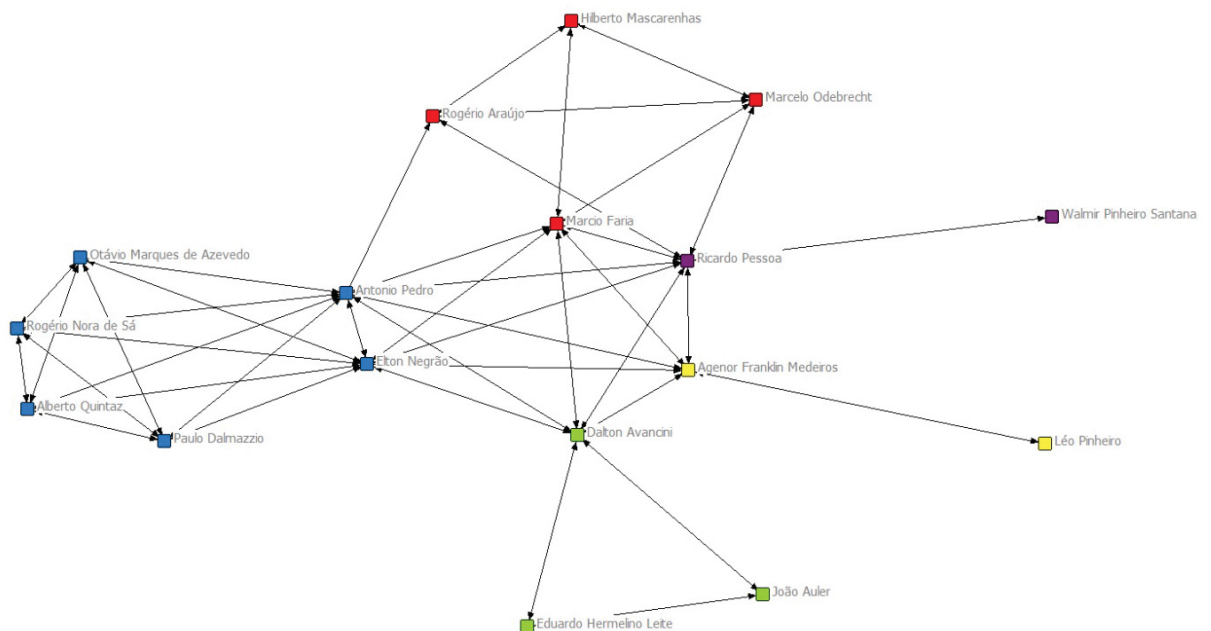 Hilberto Mascarenhas
Marcelo Odebrecht
Rogério Araújo
Marcio Faria
Walmir Pinheiro Santana
Otávio Marques de Azevedo
Ricardo Pessoa
Antonio Pedro
Rogério Nora de Sá
Elton Negrão
Agenor Franklin Medeiros
Alberto Quintaz
Dalton Avancini
Paulo Dalmazzio
Léo Pinheiro
João Auler
Eduardo Hermelino Leite